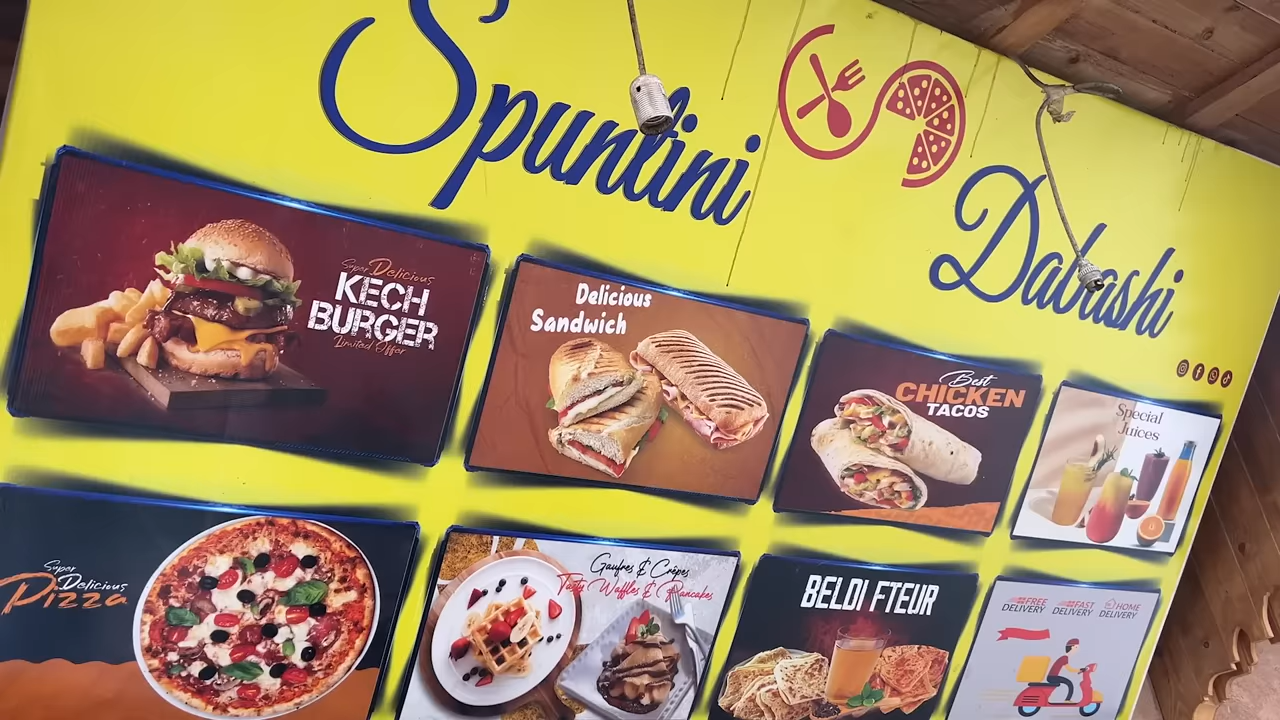 Spuntini
Dabashi
Super Delicious
KECH
BURGER
Limited Offer
Delicious
Sandwich
Best
CHICKEN
TACOS
Special
Juices
Super
Delicious
Pizza
Gaufres & Crêpes
Tasty Waffles & Pancakes
BELDI FTEUR
FREE
DELIVERY
FAST
DELIVERY
HOME
DELIVERY